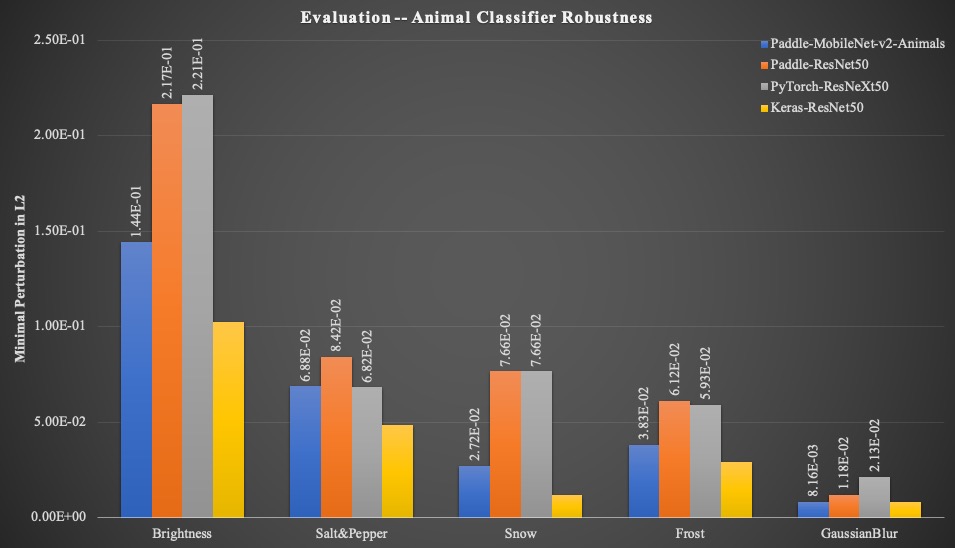 Evaluation -- Animal Classifier Robustness
Paddle-MobileNet-v2-Animals
Paddle-ResNet50
PyTorch-ResNeXt50
Keras-ResNet50
Minimal Perturbation in L2
2.50E-01
2.00E-01
1.50E-01
1.00E-01
5.00E-02
0.00E+00
1.44E-01
2.17E-01
2.21E-01
6.88E-02
8.42E-02
6.82E-02
2.72E-02
7.66E-02
7.66E-02
3.83E-02
6.12E-02
5.93E-02
8.16E-03
1.18E-02
2.13E-02
Brightness
Salt&Pepper
Snow
Frost
GaussianBlur